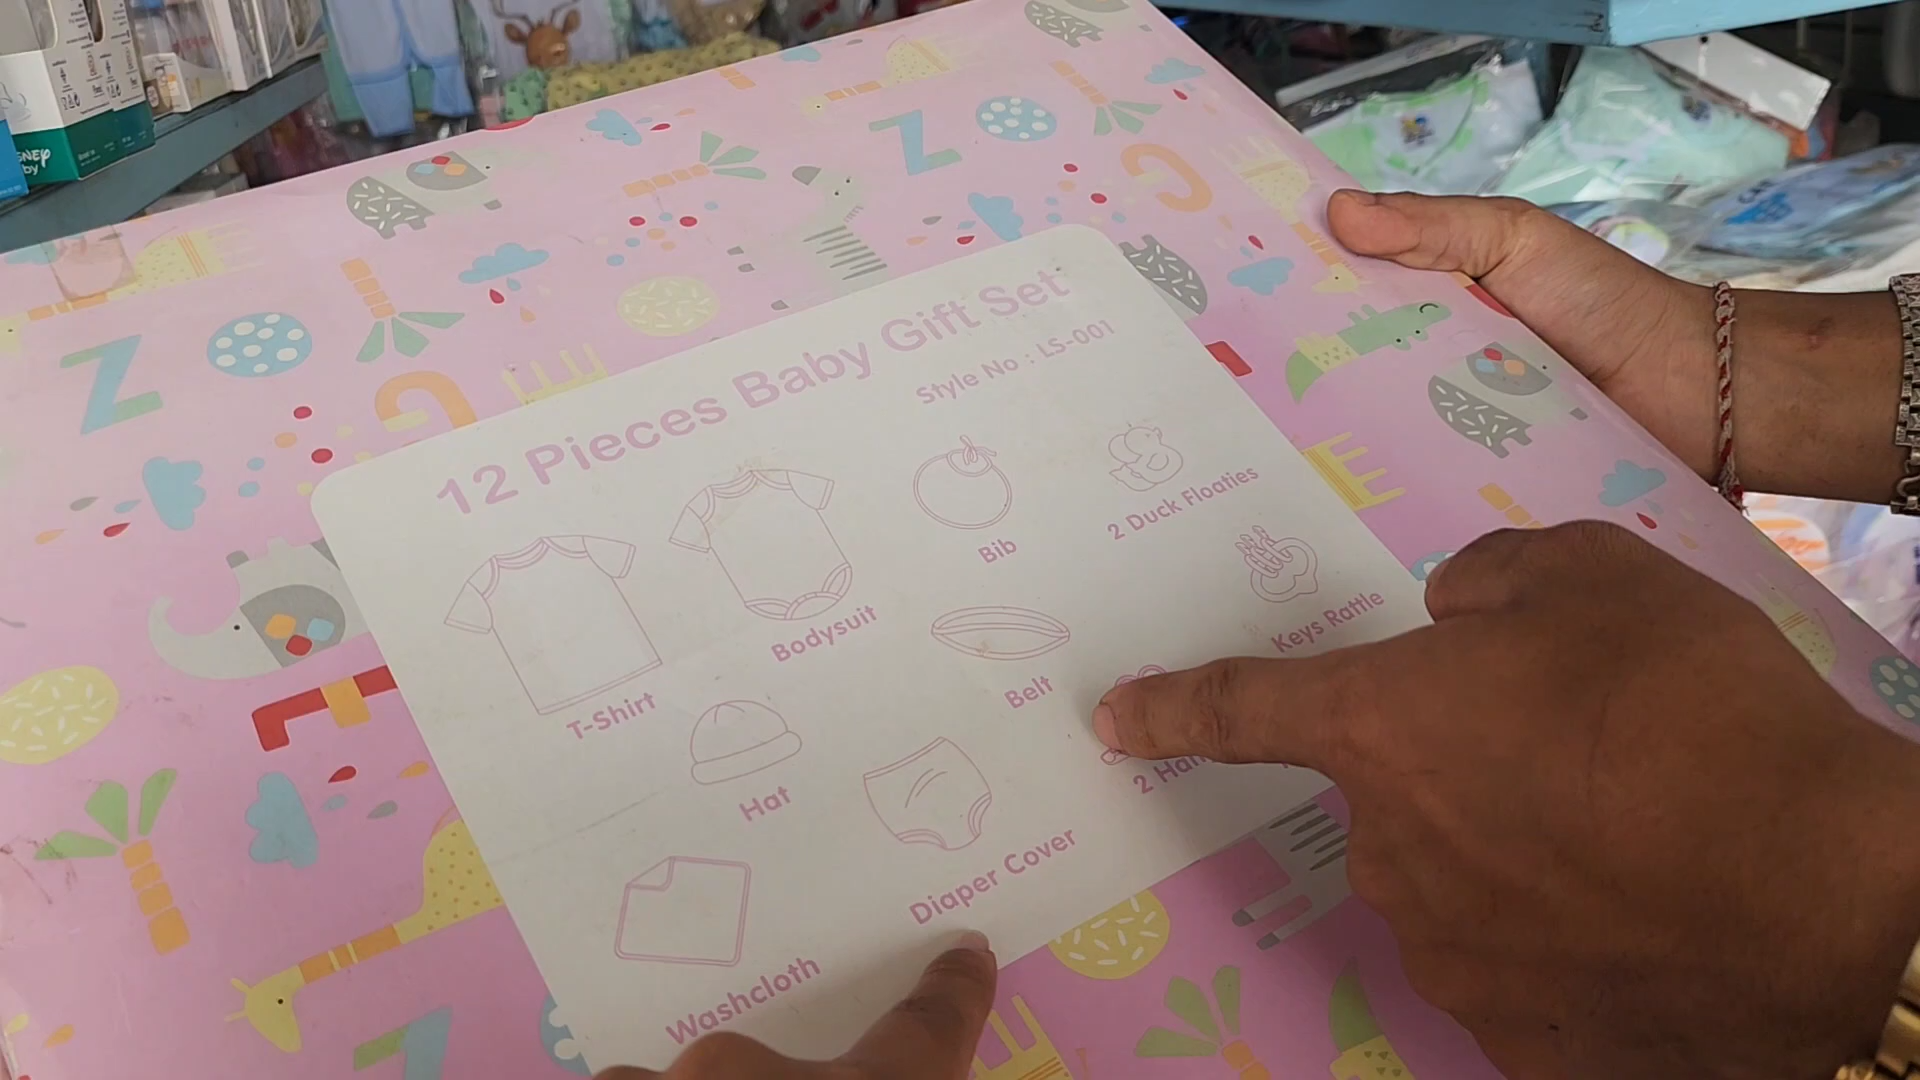 12 Pieces Baby Gift Set
Style No : LS-001
T-Shirt
Bodysuit
Bib
2 Duck Floaties
Hat
Belt
Keys Rattle
Washcloth
Diaper Cover
2